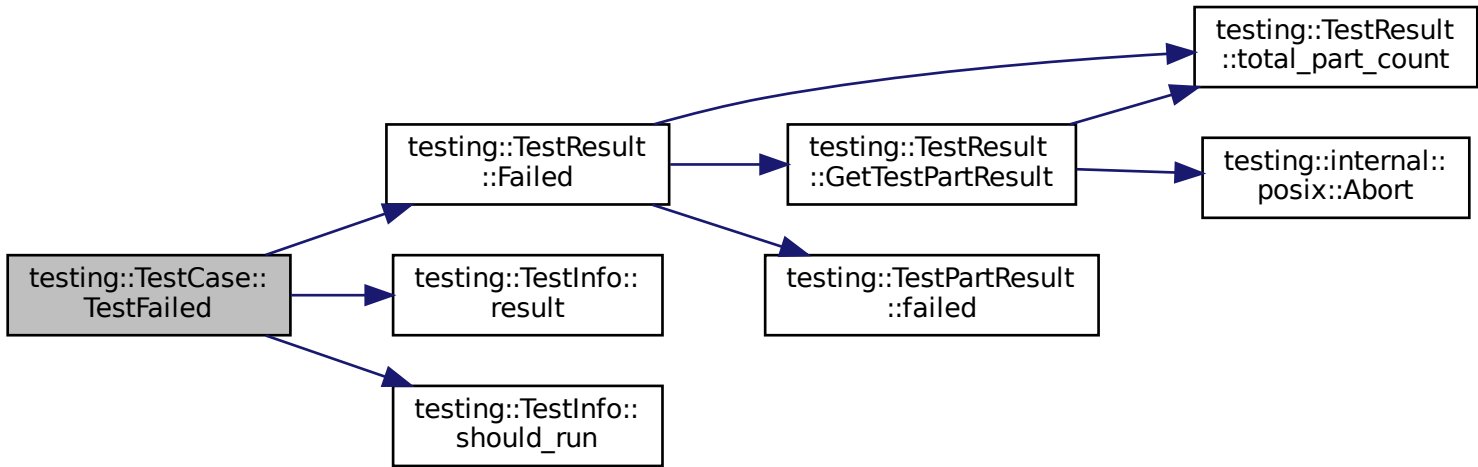 testing::TestCase::
TestFailed
testing::TestResult
::Failed
testing::TestInfo::
result
testing::TestInfo::
should_run
testing::TestResult
::GetTestPartResult
testing::TestPartResult
::failed
testing::TestResult
::total_part_count
testing::internal::
posix::Abort